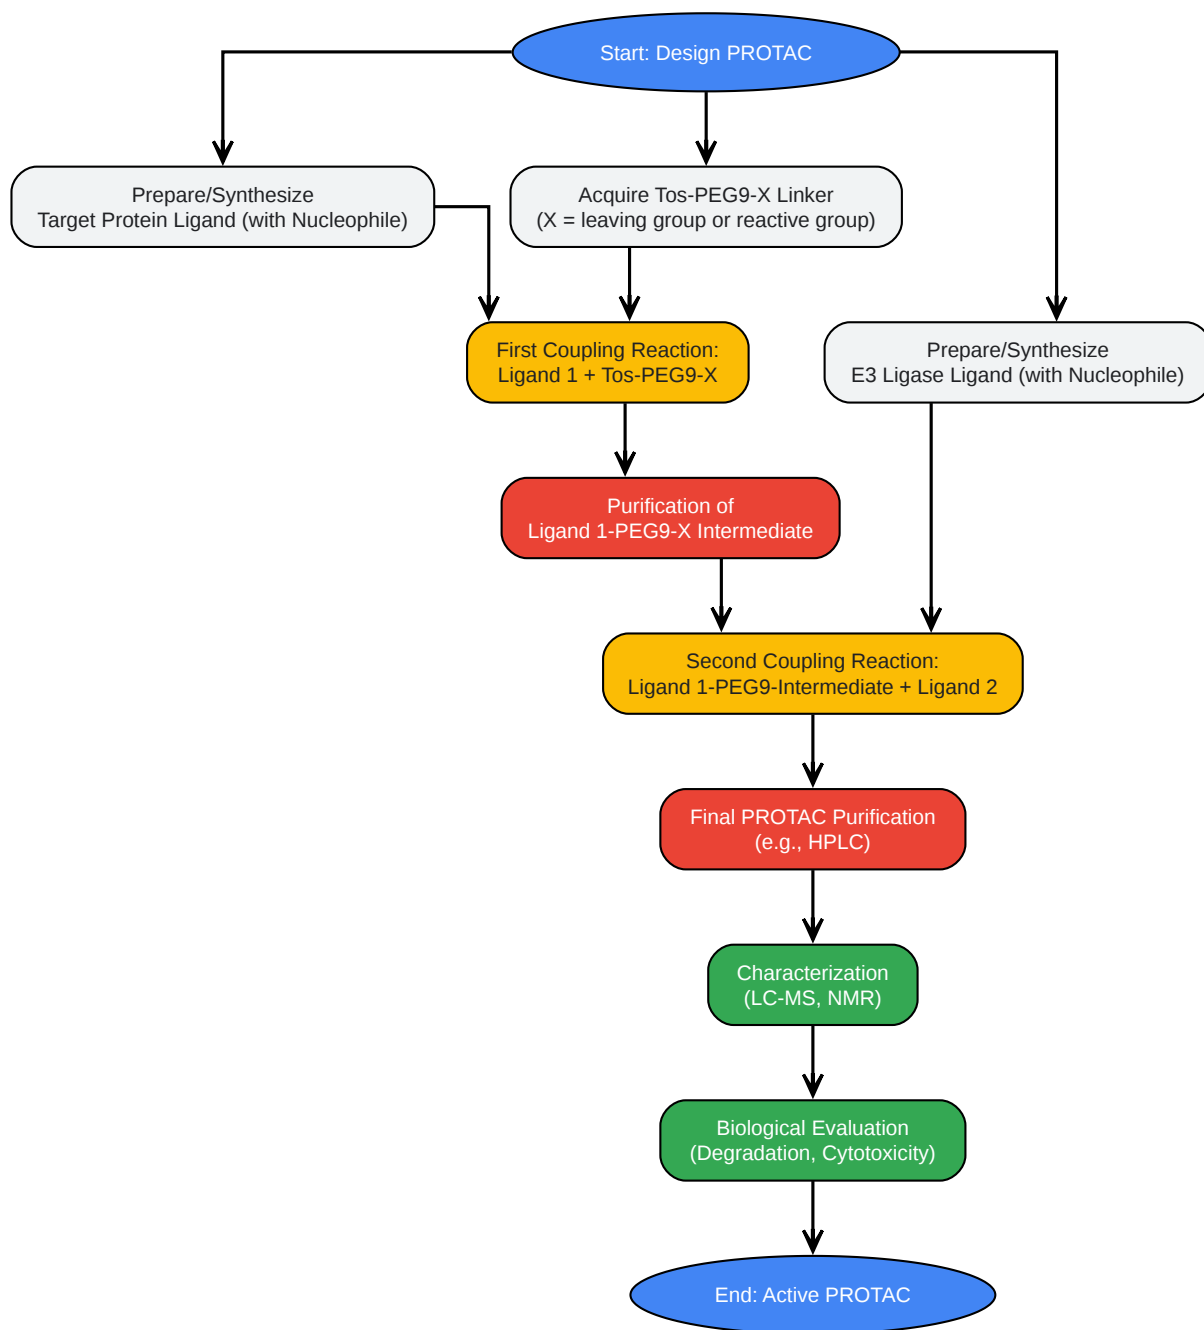 Start: Design PROTAC
Prepare/Synthesize
Target Protein Ligand (with Nucleophile)
Acquire Tos-PEG9-X Linker
(X = leaving group or reactive group)
First Coupling Reaction:
Ligand 1 + Tos-PEG9-X
Prepare/Synthesize
E3 Ligase Ligand (with Nucleophile)
Purification of
Ligand 1-PEG9-X Intermediate
Second Coupling Reaction:
Ligand 1-PEG9-Intermediate + Ligand 2
Final PROTAC Purification
(e.g., HPLC)
Characterization
(LC-MS, NMR)
Biological Evaluation
(Degradation, Cytotoxicity)
End: Active PROTAC